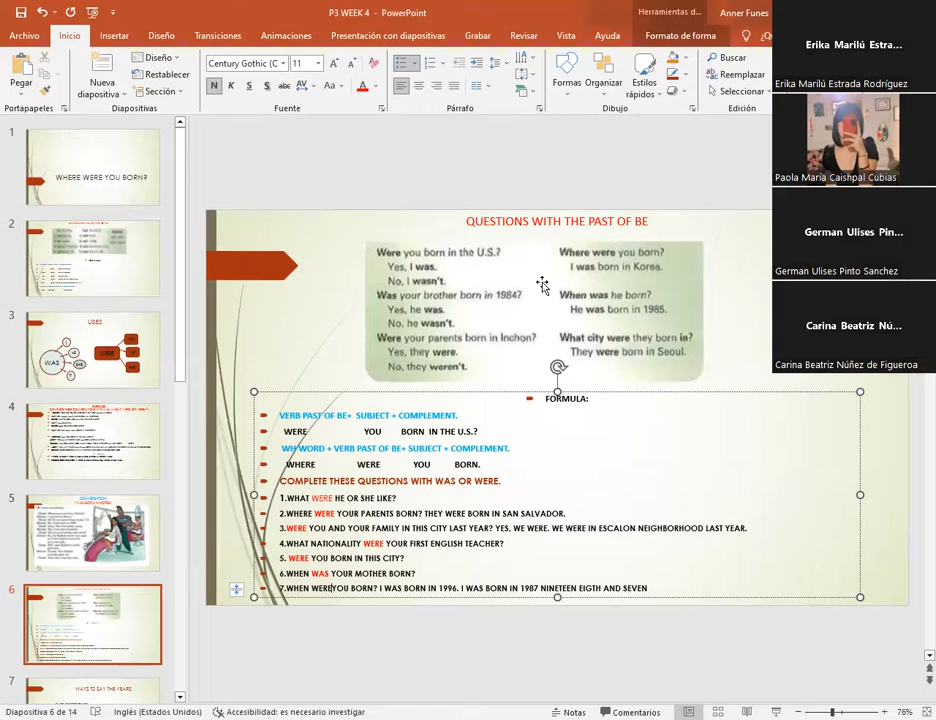 P3 WEEK 4 - PowerPoint
Herramientas d...
Anner Funes
Archivo Inicio Insertar Diseño Transiciones Animaciones Presentación con diapositivas Grabar Revisar Vista Ayuda Formato de forma
Pegar
Nueva diapositiva
Diseño
Restablecer
Sección
Century Gothic (C 11
N K S S abc AV Aa A
Formas Organizar Estilos rápidos
Buscar
Reemplazar
Seleccionar
Portapapeles Diapositivas Fuente Párrafo Dibujo Edición
Erika Marilú Estra...
Erika Marilú Estrada Rodríguez
Paola María Caishpal Cubias
German Ulises Pin...
German Ulises Pinto Sanchez
Carina Beatriz Nú...
Carina Beatriz Núñez de Figueroa
1
WHERE WERE YOU BORN?
2
3
USES
WAS
WERE
4
5
6
7
WAYS TO SAY THE YEARS
QUESTIONS WITH THE PAST OF BE
Were you born in the U.S.?
Yes, I was.
No, I wasn't.
Was your brother born in 1984?
Yes, he was.
No, he wasn't.
Were your parents born in Inchon?
Yes, they were.
No, they weren't.
Where were you born?
I was born in Korea.
When was he born?
He was born in 1985.
What city were they born in?
They were born in Seoul.
FORMULA:
VERB PAST OF BE+ SUBJECT + COMPLEMENT.
WERE YOU BORN IN THE U.S.?
WH WORD + VERB PAST OF BE+ SUBJECT + COMPLEMENT.
WHERE WERE YOU BORN.
COMPLETE THESE QUESTIONS WITH WAS OR WERE.
1.WHAT WERE HE OR SHE LIKE?
2.WHERE WERE YOUR PARENTS BORN? THEY WERE BORN IN SAN SALVADOR.
3.WERE YOU AND YOUR FAMILY IN THIS CITY LAST YEAR? YES, WE WERE. WE WERE IN ESCALON NEIGHBORHOOD LAST YEAR.
4.WHAT NATIONALITY WERE YOUR FIRST ENGLISH TEACHER?
5. WERE YOU BORN IN THIS CITY?
6.WHEN WAS YOUR MOTHER BORN?
7.WHEN WEREYOU BORN? I WAS BORN IN 1996. I WAS BORN IN 1987 NINETEEN EIGTH AND SEVEN
Diapositiva 6 de 14 Inglés (Estados Unidos) Accesibilidad: es necesario investigar Notas Comentarios 76%